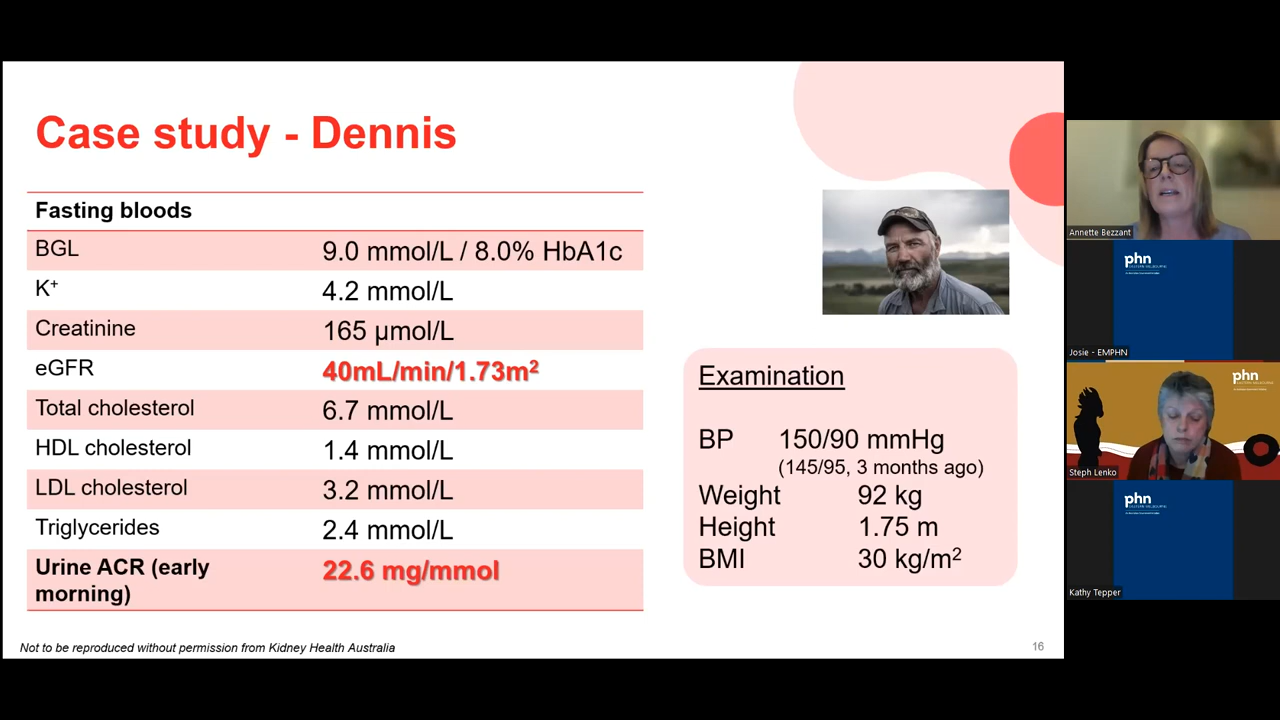 Case study - Dennis
Fasting bloods
BGL 9.0 mmol/L / 8.0% HbA1c
K+ 4.2 mmol/L
Creatinine 165 µmol/L
eGFR 40mL/min/1.73m²
Total cholesterol 6.7 mmol/L
HDL cholesterol 1.4 mmol/L
LDL cholesterol 3.2 mmol/L
Triglycerides 2.4 mmol/L
Urine ACR (early 22.6 mg/mmol
morning)
Examination
BP 150/90 mmHg
(145/95, 3 months ago)
Weight 92 kg
Height 1.75 m
BMI 30 kg/m²
Not to be reproduced without permission from Kidney Health Australia
16
Annette Bezzant
phn
Josie - EMPHN
phn
Steph Lenko
phn
Kathy Tepper